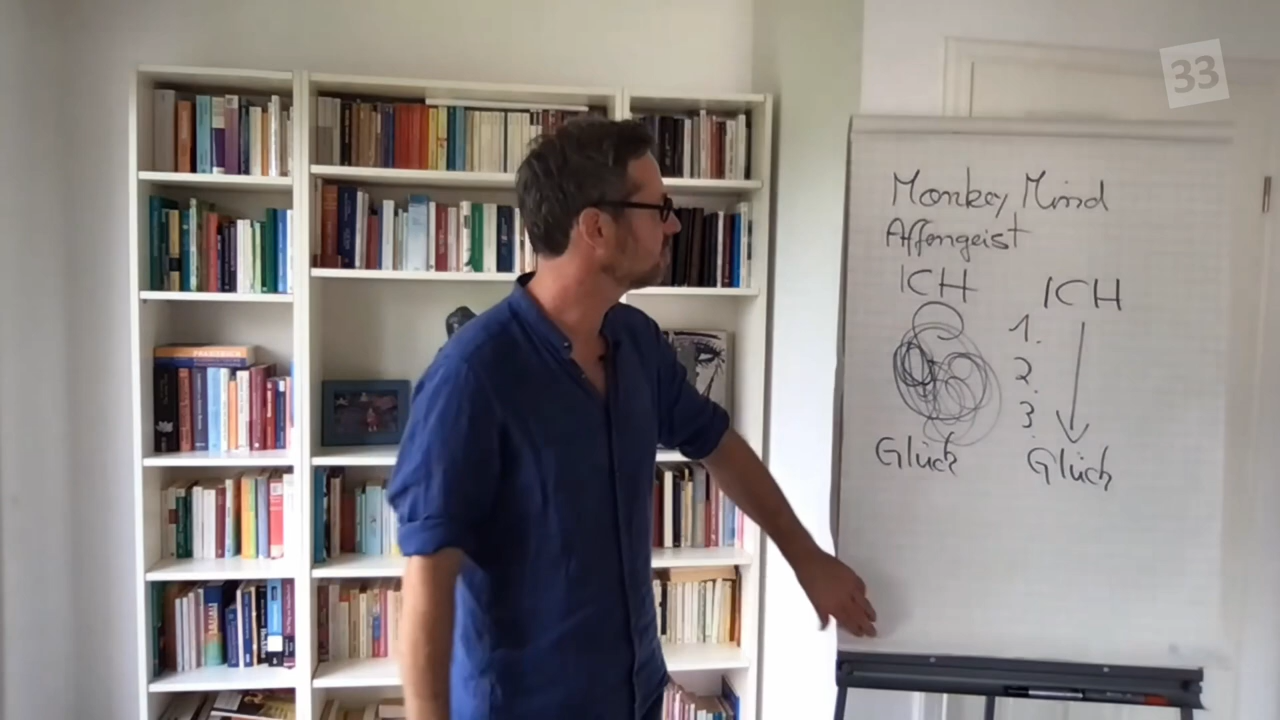 33
Monkey Mind
Affengeist
ICH ICH
1.
2.
3.
Glück Glück